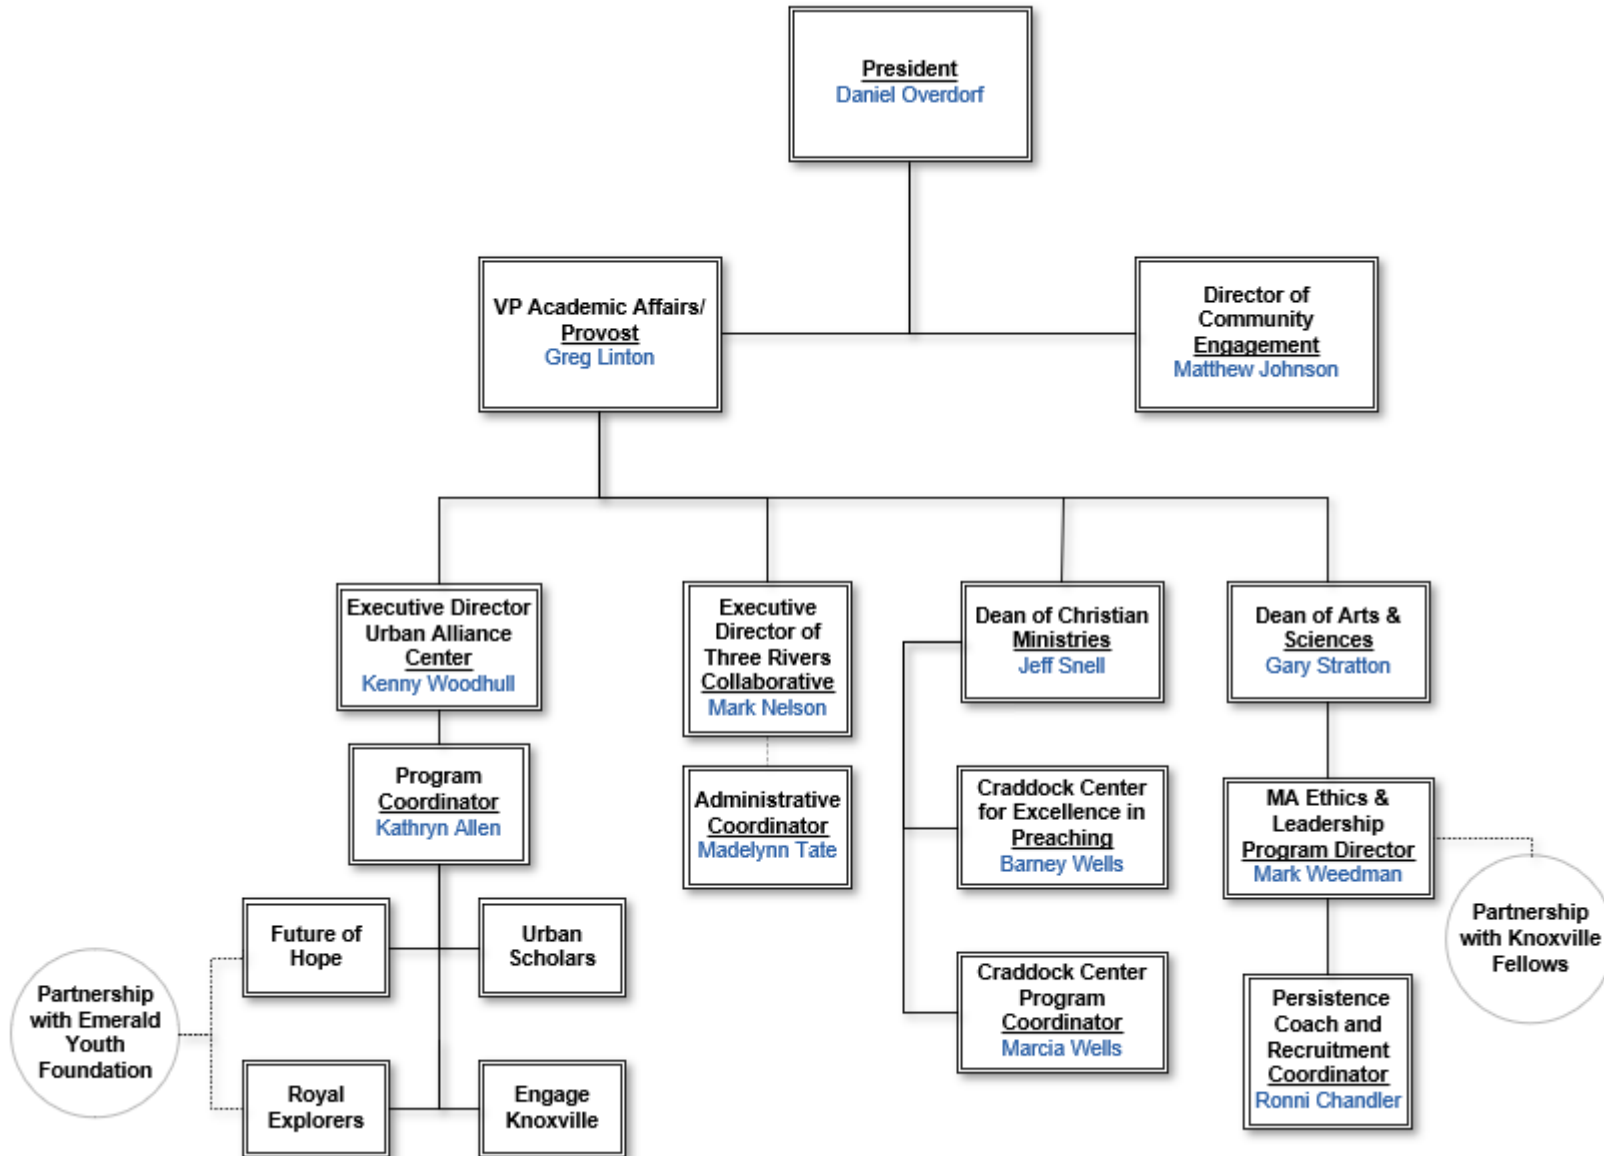 President
Daniel Overdorf
VP Academic Affairs/
Provost
Greg Linton
Director of
Community
Engagement
Matthew Johnson
Executive Director
Urban Alliance
Center
Kenny Woodhull
Executive
Director of
Three Rivers
Collaborative
Mark Nelson
Dean of Christian
Ministries
Jeff Snell
Dean of Arts &
Sciences
Gary Stratton
Program
Coordinator
Kathryn Allen
Administrative
Coordinator
Madelynn Tate
Craddock Center
for Excellence in
Preaching
Barney Wells
MA Ethics &
Leadership
Program Director
Mark Weedman
Partnership
with Knoxville
Fellows
Future of
Hope
Urban
Scholars
Craddock Center
Program
Coordinator
Marcia Wells
Persistence
Coach and
Recruitment
Coordinator
Ronni Chandler
Partnership
with Emerald
Youth
Foundation
Royal
Explorers
Engage
Knoxville